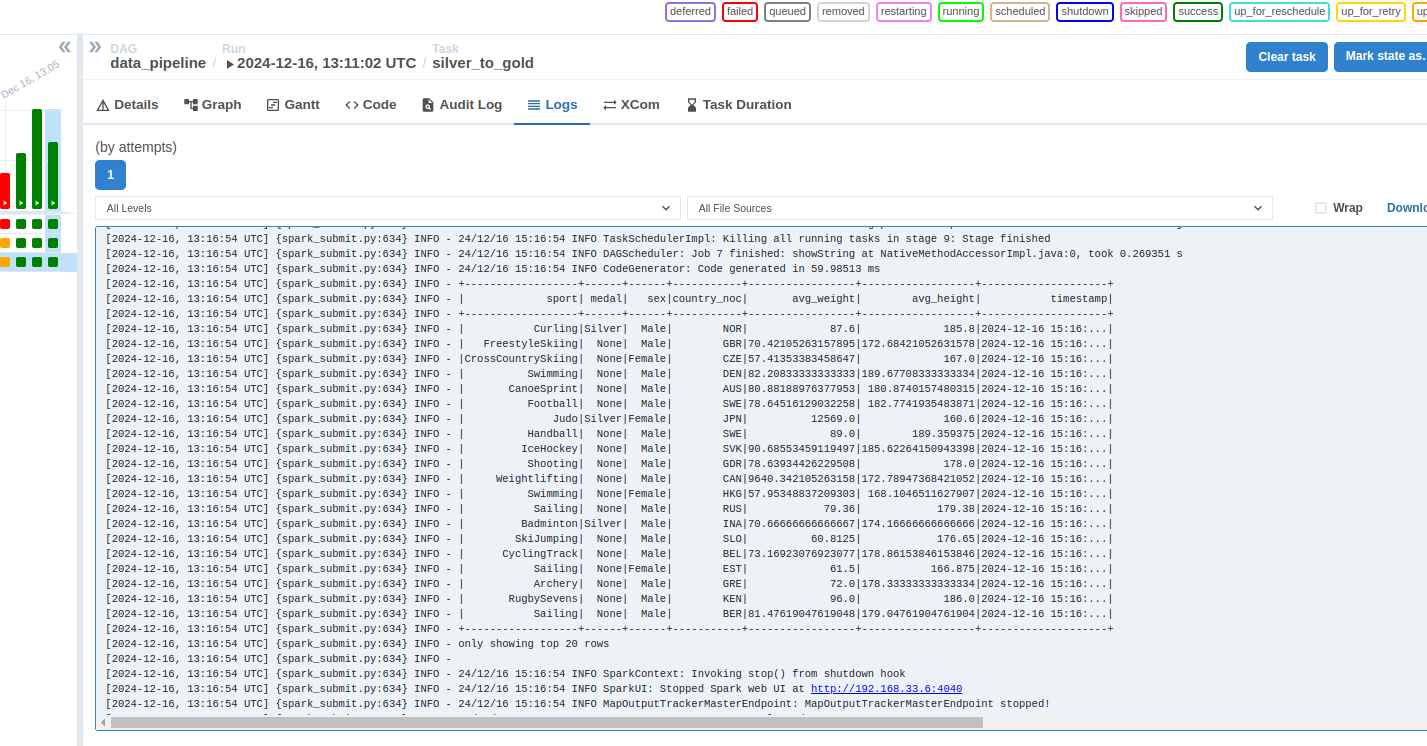 deferred failed queued removed restarting running scheduled shutdown skipped success up_for_reschedule up_for_retry
« » DAG Run Task
data_pipeline / 2024-12-16, 13:11:02 UTC / silver_to_gold
Clear task Mark state as.
Dec 16, 13:05
Details Graph Gantt Code Audit Log Logs XCom Task Duration
(by attempts)
1
All Levels All File Sources Wrap Downlo
[2024-12-16, 13:16:54 UTC] {spark_submit.py:634} INFO - 24/12/16 15:16:54 INFO TaskSchedulerImpl: Killing all running tasks in stage 9: Stage finished
[2024-12-16, 13:16:54 UTC] {spark_submit.py:634} INFO - 24/12/16 15:16:54 INFO DAGScheduler: Job 7 finished: showString at NativeMethodAccessorImpl.java:0, took 0.269351 s
[2024-12-16, 13:16:54 UTC] {spark_submit.py:634} INFO - 24/12/16 15:16:54 INFO CodeGenerator: Code generated in 59.98513 ms
[2024-12-16, 13:16:54 UTC] {spark_submit.py:634} INFO - +------------------+------+------+-----------+-----------------+------------------+--------------------+
[2024-12-16, 13:16:54 UTC] {spark_submit.py:634} INFO - |             sport| medal|   sex|country_noc|       avg_weight|        avg_height|           timestamp|
[2024-12-16, 13:16:54 UTC] {spark_submit.py:634} INFO - +------------------+------+------+-----------+-----------------+------------------+--------------------+
[2024-12-16, 13:16:54 UTC] {spark_submit.py:634} INFO - |           Curling|Silver|  Male|        NOR|             87.6|             185.8|2024-12-16 15:16:...|
[2024-12-16, 13:16:54 UTC] {spark_submit.py:634} INFO - |   FreestyleSkiing|  None|  Male|        GBR|70.42105263157895|172.68421052631578|2024-12-16 15:16:...|
[2024-12-16, 13:16:54 UTC] {spark_submit.py:634} INFO - |CrossCountrySkiing|  None|Female|        CZE|57.41353383458647|             167.0|2024-12-16 15:16:...|
[2024-12-16, 13:16:54 UTC] {spark_submit.py:634} INFO - |          Swimming|  None|  Male|        DEN|82.20833333333333|189.67708333333334|2024-12-16 15:16:...|
[2024-12-16, 13:16:54 UTC] {spark_submit.py:634} INFO - |       CanoeSprint|  None|  Male|        AUS|80.88188976377953| 180.8740157480315|2024-12-16 15:16:...|
[2024-12-16, 13:16:54 UTC] {spark_submit.py:634} INFO - |          Football|  None|  Male|        SWE|78.64516129032258| 182.7741935483871|2024-12-16 15:16:...|
[2024-12-16, 13:16:54 UTC] {spark_submit.py:634} INFO - |              Judo|Silver|Female|        JPN|          12569.0|             160.6|2024-12-16 15:16:...|
[2024-12-16, 13:16:54 UTC] {spark_submit.py:634} INFO - |          Handball|  None|  Male|        SWE|             89.0|        189.359375|2024-12-16 15:16:...|
[2024-12-16, 13:16:54 UTC] {spark_submit.py:634} INFO - |         IceHockey|  None|  Male|        SVK|90.68553459119497|185.62264150943398|2024-12-16 15:16:...|
[2024-12-16, 13:16:54 UTC] {spark_submit.py:634} INFO - |          Shooting|  None|  Male|        GDR|78.63934426229508|             178.0|2024-12-16 15:16:...|
[2024-12-16, 13:16:54 UTC] {spark_submit.py:634} INFO - |     Weightlifting|  None|  Male|        CAN|9640.342105263158|172.78947368421052|2024-12-16 15:16:...|
[2024-12-16, 13:16:54 UTC] {spark_submit.py:634} INFO - |          Swimming|  None|Female|        HKG|57.95348837209303| 168.1046511627907|2024-12-16 15:16:...|
[2024-12-16, 13:16:54 UTC] {spark_submit.py:634} INFO - |           Sailing|  None|  Male|        RUS|            79.36|            179.38|2024-12-16 15:16:...|
[2024-12-16, 13:16:54 UTC] {spark_submit.py:634} INFO - |         Badminton|Silver|  Male|        INA|70.66666666666667|174.16666666666666|2024-12-16 15:16:...|
[2024-12-16, 13:16:54 UTC] {spark_submit.py:634} INFO - |        SkiJumping|  None|  Male|        SLO|          60.8125|            176.65|2024-12-16 15:16:...|
[2024-12-16, 13:16:54 UTC] {spark_submit.py:634} INFO - |      CyclingTrack|  None|  Male|        BEL|73.16923076923077|178.86153846153846|2024-12-16 15:16:...|
[2024-12-16, 13:16:54 UTC] {spark_submit.py:634} INFO - |           Sailing|  None|Female|        EST|             61.5|           166.875|2024-12-16 15:16:...|
[2024-12-16, 13:16:54 UTC] {spark_submit.py:634} INFO - |           Archery|  None|  Male|        GRE|             72.0|178.33333333333334|2024-12-16 15:16:...|
[2024-12-16, 13:16:54 UTC] {spark_submit.py:634} INFO - |       RugbySevens|  None|  Male|        KEN|             96.0|             186.0|2024-12-16 15:16:...|
[2024-12-16, 13:16:54 UTC] {spark_submit.py:634} INFO - |           Sailing|  None|  Male|        BER|81.47619047619048|179.04761904761904|2024-12-16 15:16:...|
[2024-12-16, 13:16:54 UTC] {spark_submit.py:634} INFO - +------------------+------+------+-----------+-----------------+------------------+--------------------+
[2024-12-16, 13:16:54 UTC] {spark_submit.py:634} INFO - only showing top 20 rows
[2024-12-16, 13:16:54 UTC] {spark_submit.py:634} INFO -
[2024-12-16, 13:16:54 UTC] {spark_submit.py:634} INFO - 24/12/16 15:16:54 INFO SparkContext: Invoking stop() from shutdown hook
[2024-12-16, 13:16:54 UTC] {spark_submit.py:634} INFO - 24/12/16 15:16:54 INFO SparkUI: Stopped Spark web UI at http://192.168.33.6:4040
[2024-12-16, 13:16:54 UTC] {spark_submit.py:634} INFO - 24/12/16 15:16:54 INFO MapOutputTrackerMasterEndpoint: MapOutputTrackerMasterEndpoint stopped!